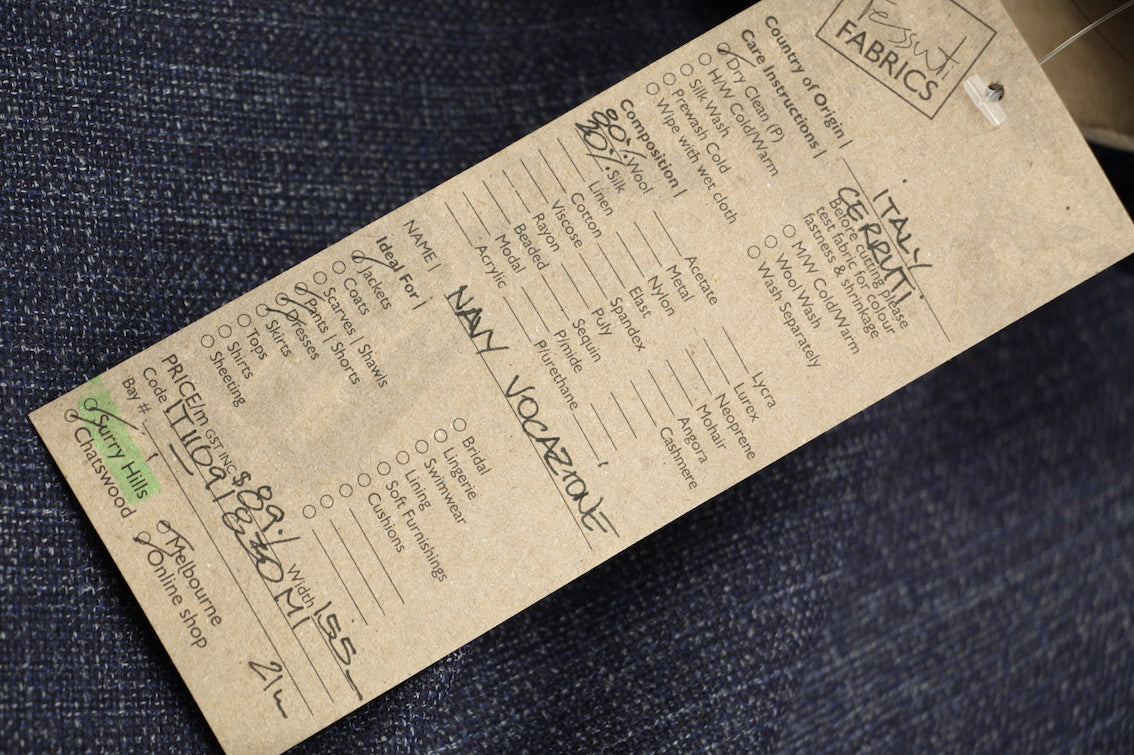 Tessuti
FABRICS
Country of Origin | ITALY
CERRUTI
Care Instructions |
Dry Clean (P)
H/W Cold/Warm
Silk Wash
Prewash Cold
Wipe with wet cloth
Before cutting please
test fabric for colour
fastness & shrinkage
M/W Cold/Warm
Wool Wash
Wash Separately
Composition |
80% Wool
20% Silk
Linen
Cotton
Viscose
Rayon
Beaded
Modal
Acrylic
Acetate
Metal
Nylon
Elast
Spandex
Poly
Sequin
P/mide
P/urethane
Lycra
Lurex
Neoprene
Mohair
Angora
Cashmere
NAME | NAVY VOCAZIONE
Ideal For |
Jackets
Coats
Scarves | Shawls
Pants | Shorts
Dresses
Skirts
Tops
Shirts
Sheeting
Bridal
Lingerie
Swimwear
Lining
Soft Furnishings
Cushions
PRICE/m GST INC $89.| Width 155
Code
Bay #
Surry Hills
Chatswood
Melbourne
Online shop
21m